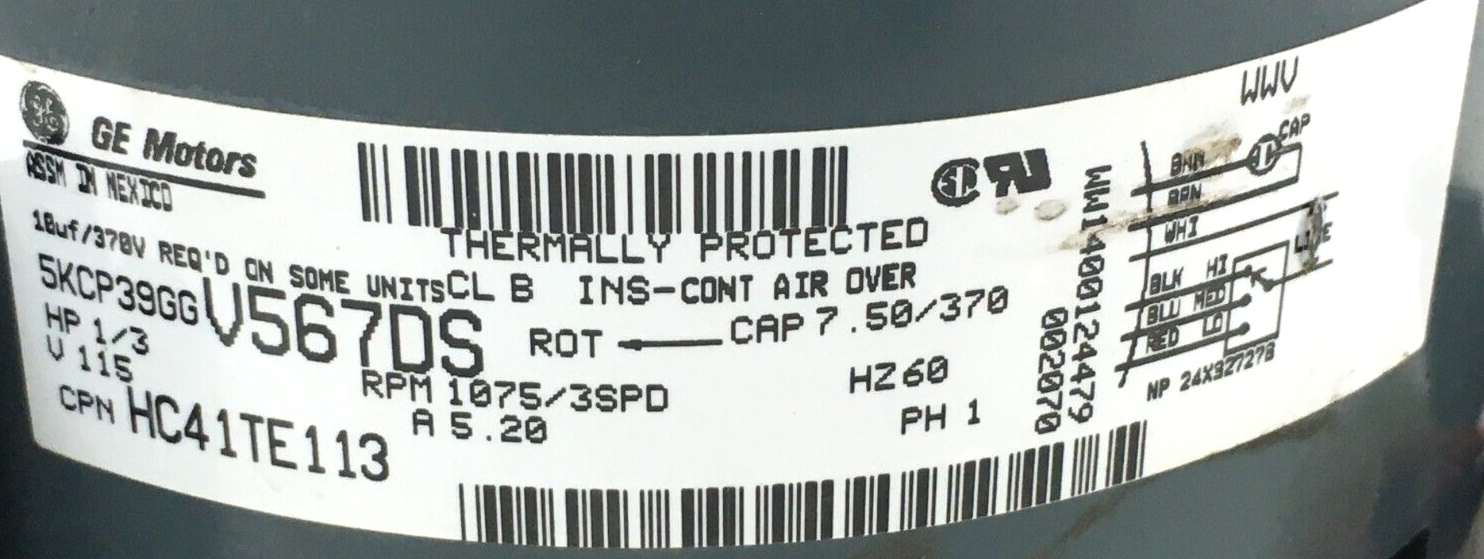 GE Motors
ASSM IN MEXICO
THERMALLY PROTECTED
10uf/370V REQ'D ON SOME UNITS CL B INS-CONT AIR OVER
5KCP39GG V567DS ROT CAP 7.50/370
HP 1/3
V 115
RPM 1075/3SPD
HZ 60
CPN HC41TE113
A 5.20
PH 1
WW1400124479
002070
WWV
CAP
BRN
BRN
WHI
LINE
BLK HI
BLU MED
RED LO
NP 24X927278